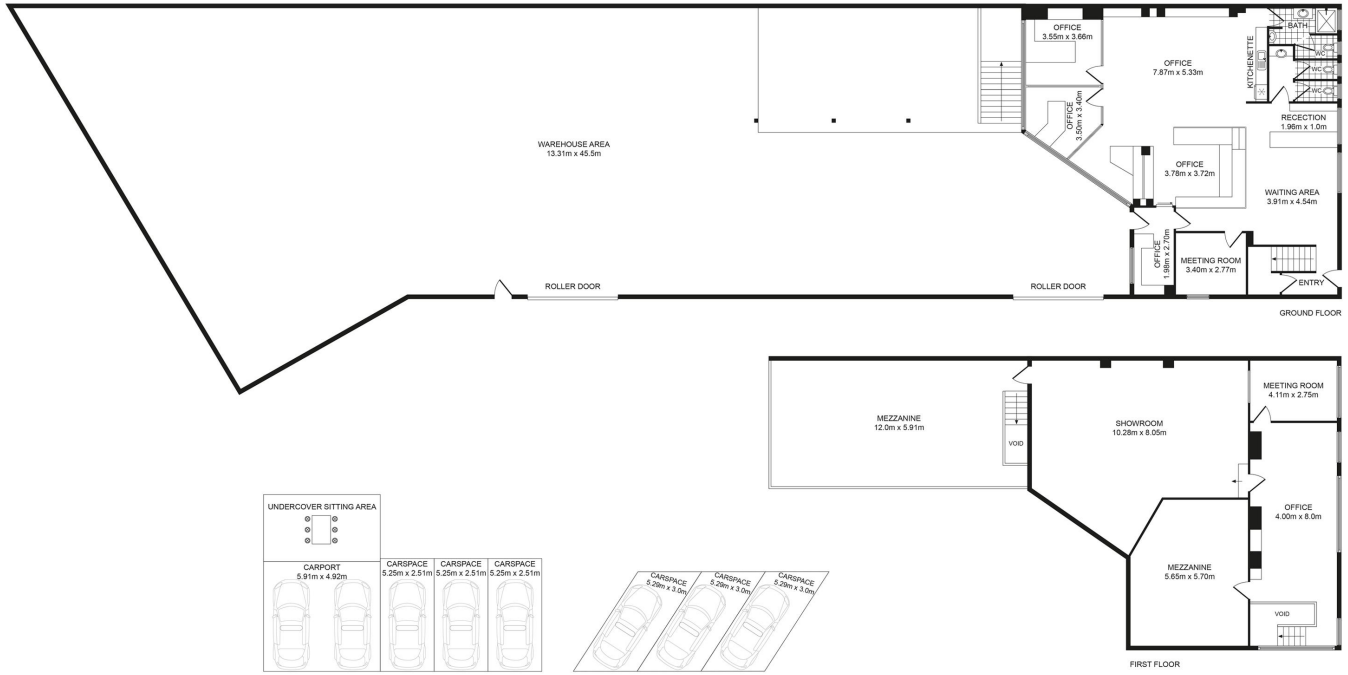 OFFICE
3.55m x 3.66m
BATH
WC
WC
WC
KITCHENETTE
OFFICE
7.87m x 5.33m
OFFICE
3.50m x 3.40m
RECECTION
1.96m x 1.0m
WAREHOUSE AREA
13.31m x 45.5m
OFFICE
3.78m x 3.72m
WAITING AREA
3.91m x 4.54m
OFFICE
1.98m x 2.70m
MEETING ROOM
3.40m x 2.77m
ENTRY
ROLLER DOOR
ROLLER DOOR
GROUND FLOOR
MEETING ROOM
4.11m x 2.75m
MEZZANINE
12.0m x 5.91m
SHOWROOM
10.28m x 8.05m
VOID
OFFICE
4.00m x 8.0m
MEZZANINE
5.65m x 5.70m
VOID
FIRST FLOOR
UNDERCOVER SITTING AREA
CARPORT
5.91m x 4.92m
CARSPACE
5.25m x 2.51m
CARSPACE
5.25m x 2.51m
CARSPACE
5.25m x 2.51m
CARSPACE
5.29m x 3.0m
CARSPACE
5.29m x 3.0m
CARSPACE
5.29m x 3.0m